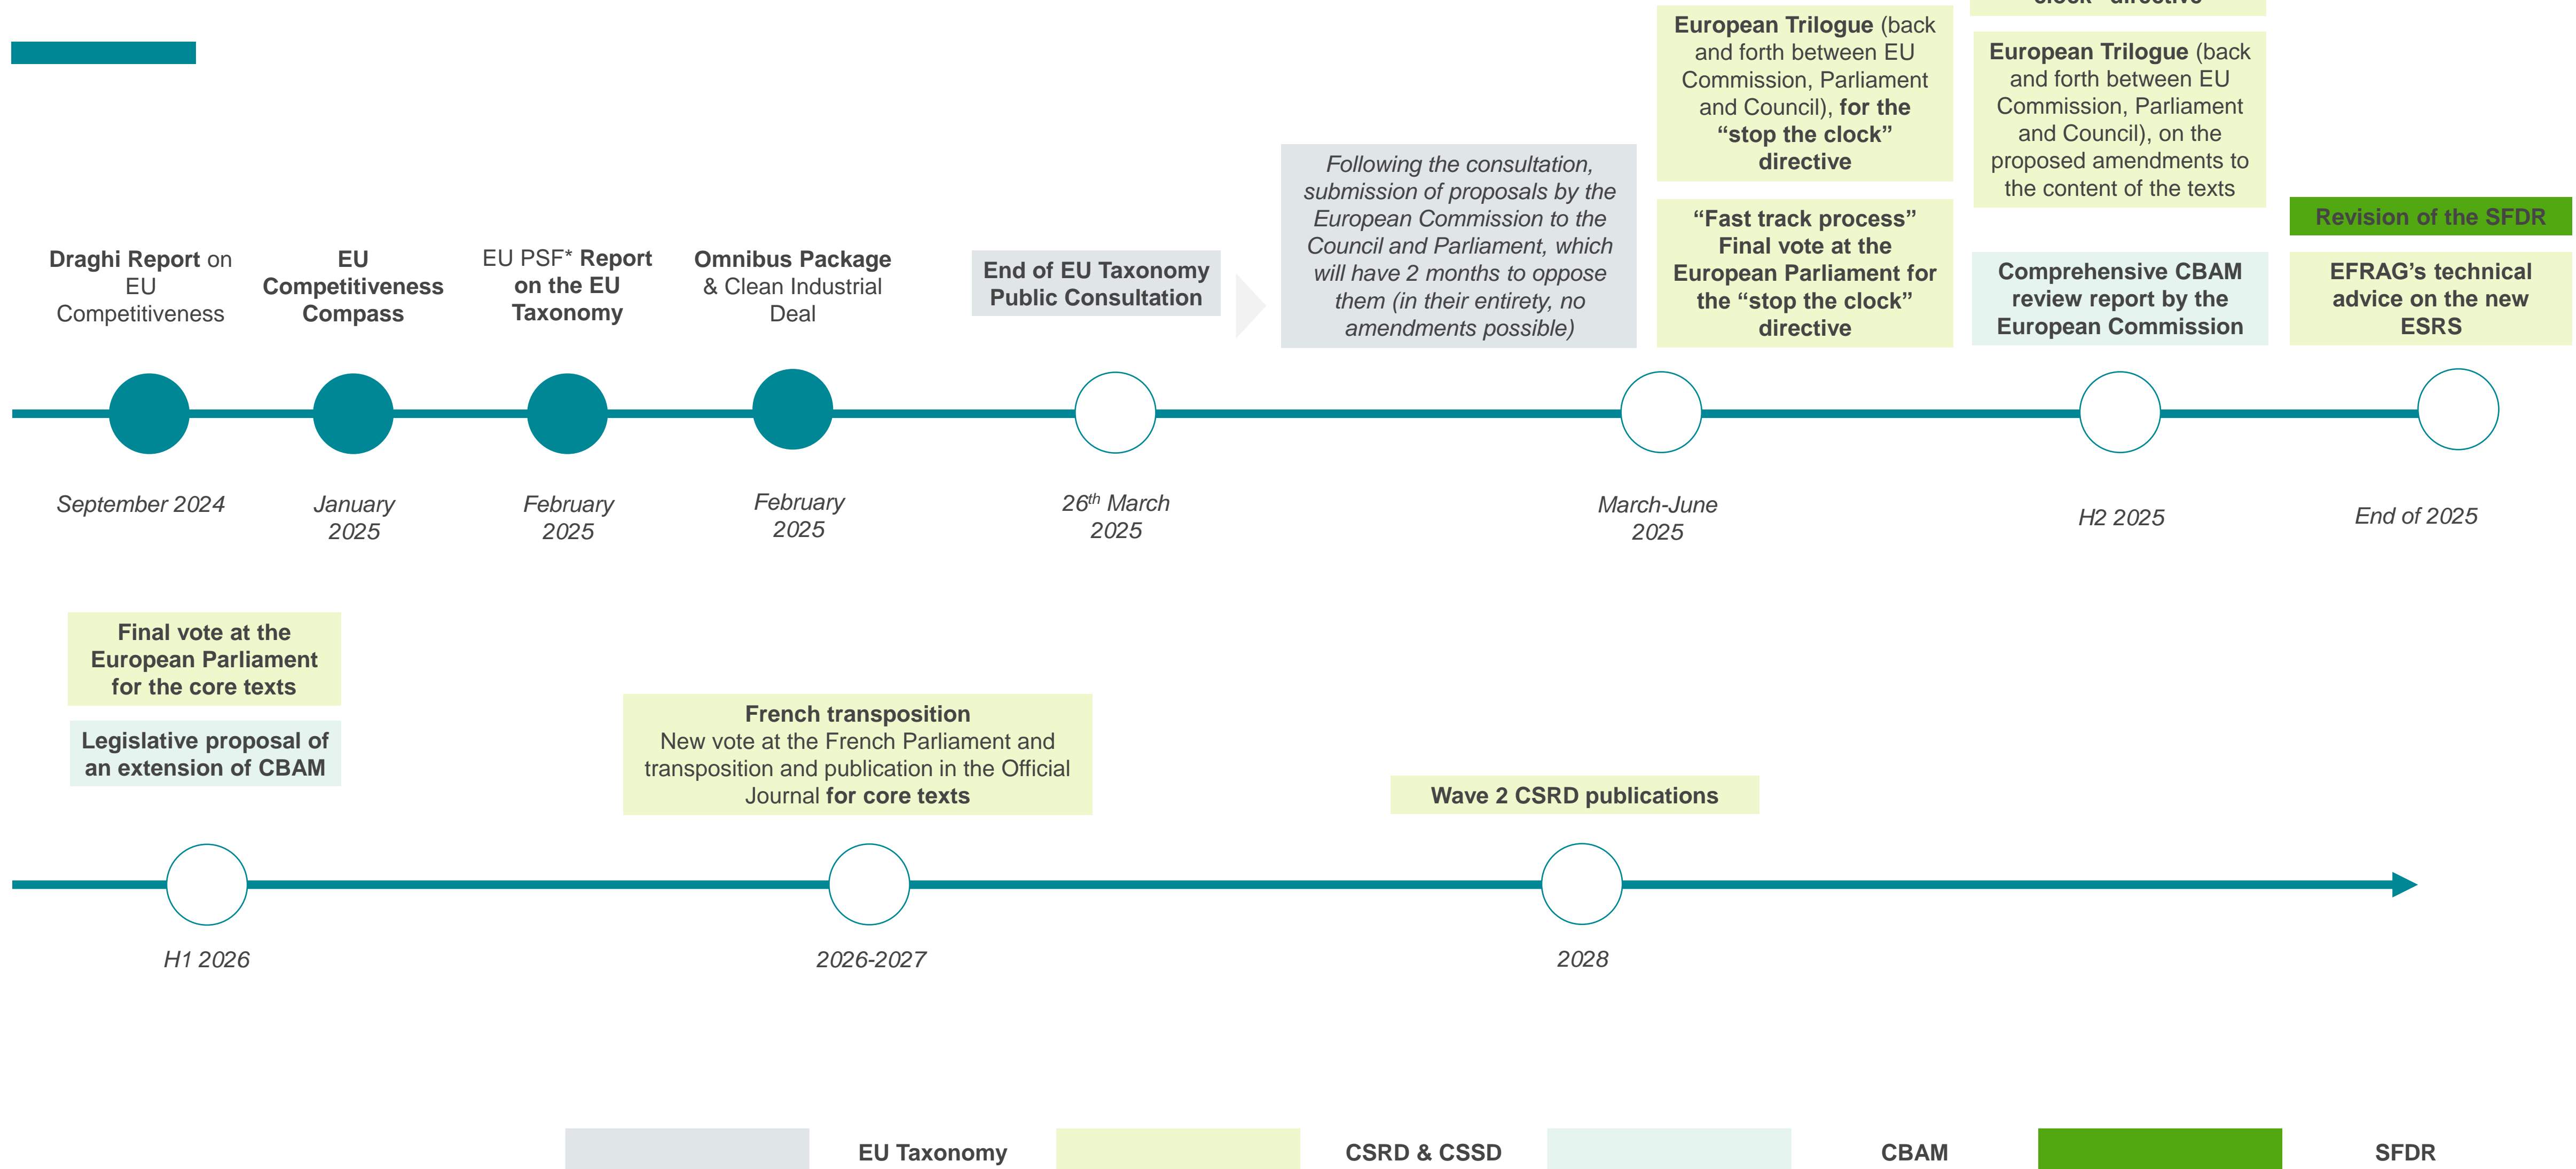 clock" directive
European Trilogue (back
and forth between EU
Commission, Parliament
and Council), for the
“stop the clock”
directive
European Trilogue (back
and forth between EU
Commission, Parliament
and Council), on the
proposed amendments to
the content of the texts
Following the consultation,
submission of proposals by the
European Commission to the
Council and Parliament, which
will have 2 months to oppose
them (in their entirety, no
amendments possible)
“Fast track process”
Final vote at the
European Parliament for
the “stop the clock”
directive
Revision of the SFDR
Draghi Report on
EU
Competitiveness
EU
Competitiveness
Compass
EU PSF* Report
on the EU
Taxonomy
Omnibus Package
& Clean Industrial
Deal
End of EU Taxonomy
Public Consultation
Comprehensive CBAM
review report by the
European Commission
EFRAG’s technical
advice on the new
ESRS
September 2024
January
2025
February
2025
February
2025
26th March
2025
March-June
2025
H2 2025
End of 2025
Final vote at the
European Parliament
for the core texts
Legislative proposal of
an extension of CBAM
French transposition
New vote at the French Parliament and
transposition and publication in the Official
Journal for core texts
Wave 2 CSRD publications
H1 2026
2026-2027
2028
EU Taxonomy
CSRD & CSSD
CBAM
SFDR